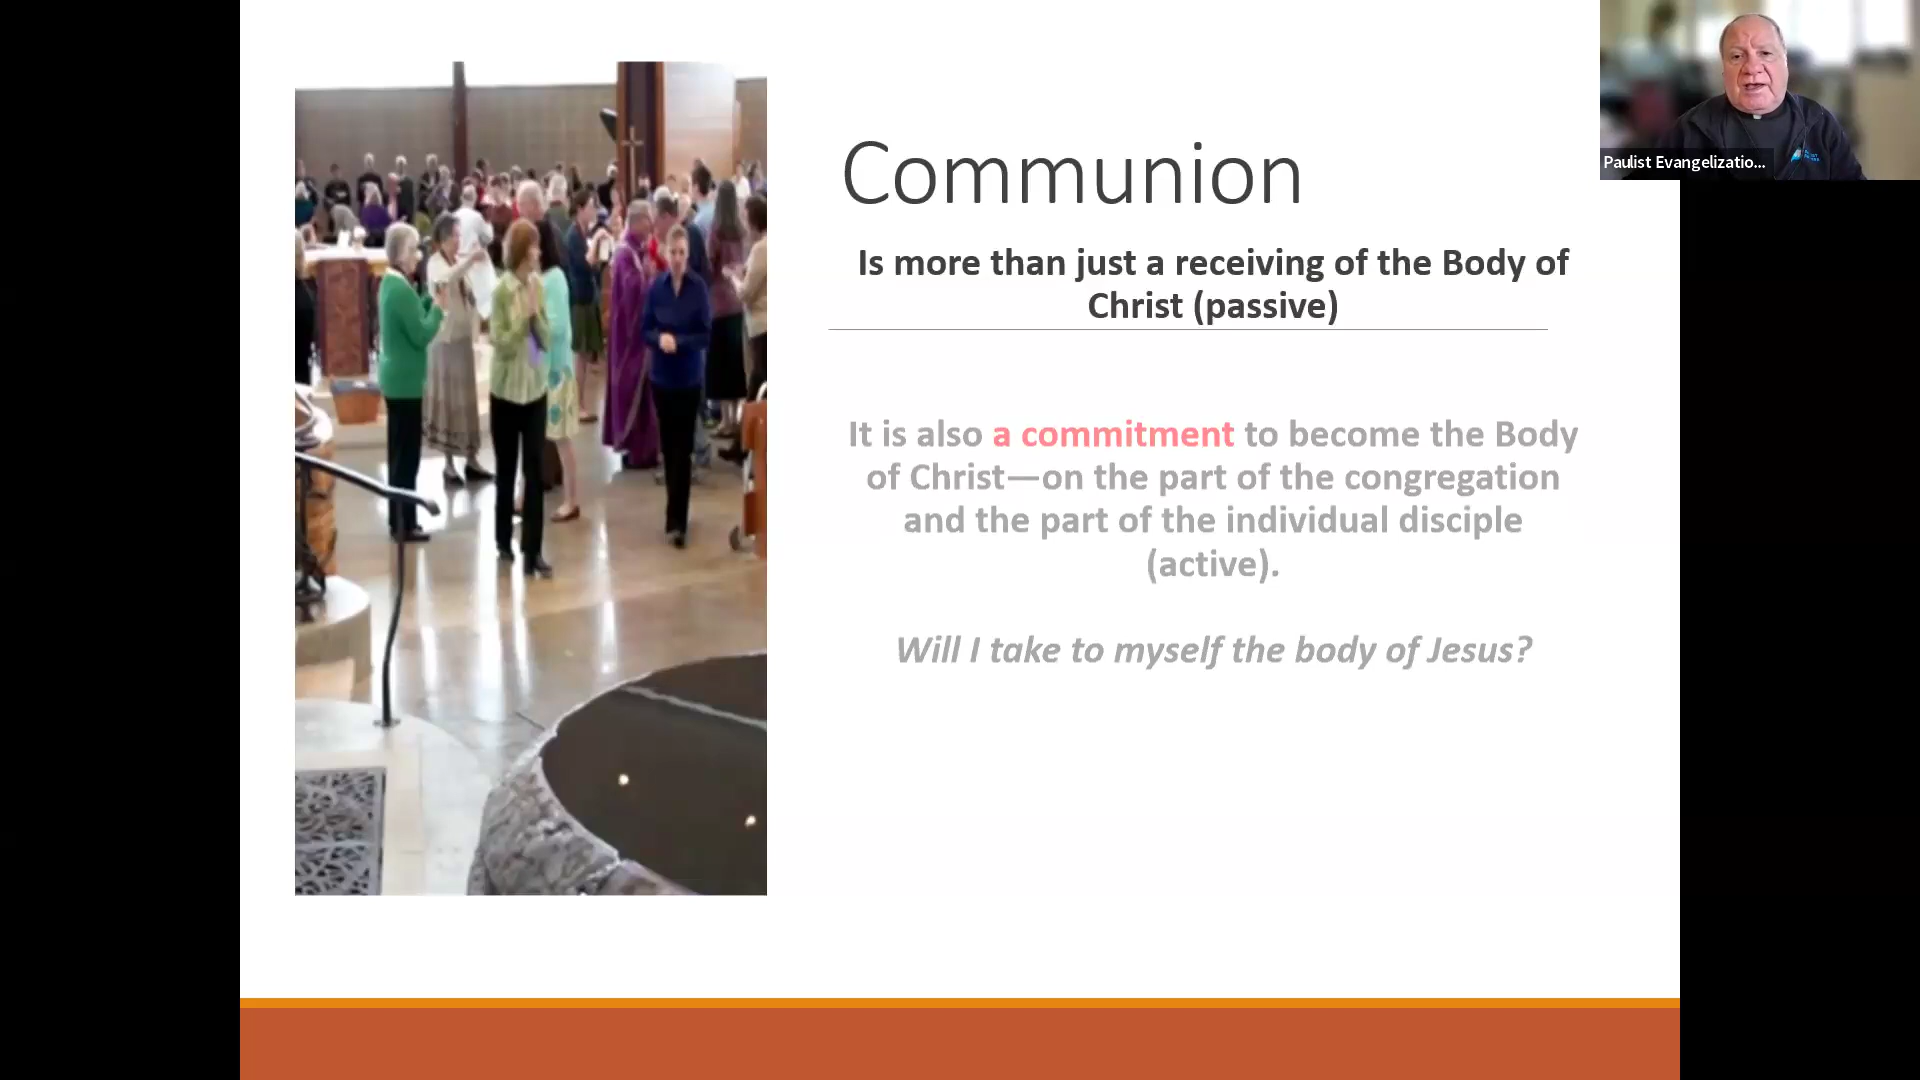 Communion
Is more than just a receiving of the Body of
Christ (passive)
It is also a commitment to become the Body
of Christ—on the part of the congregation
and the part of the individual disciple
(active).
Will I take to myself the body of Jesus?
Paulist Evangelizatio...